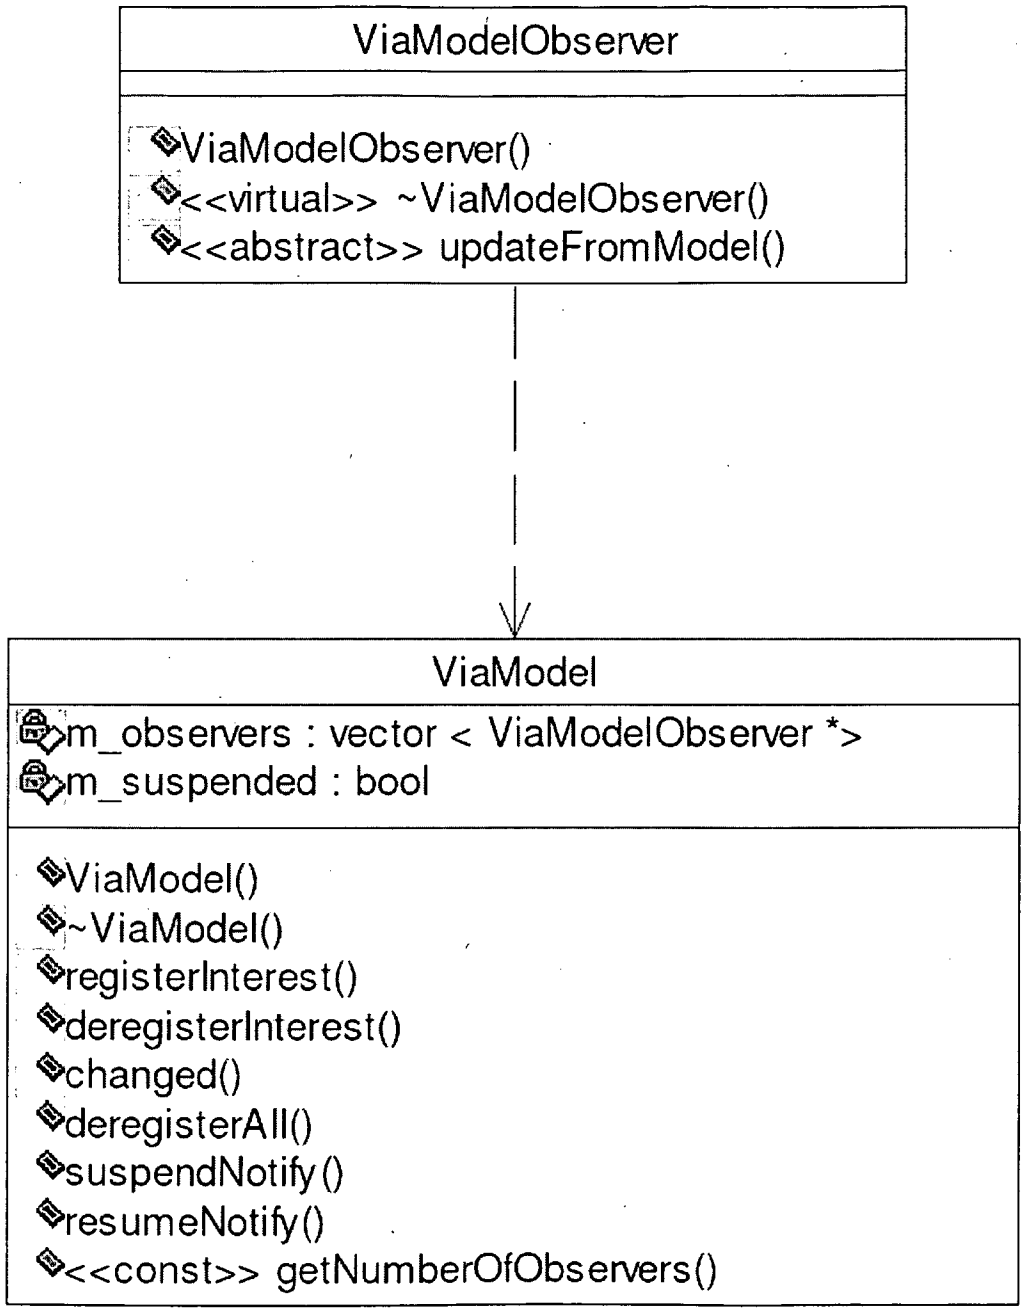 ViaModelObserver
ViaModelObserver()
<<virtual>> ~ViaModelObserver()
<<abstract>> updateFromModel()
ViaModel
m_observers : vector < ViaModelObserver *>
m_suspended : bool
ViaModel()
~ViaModel()
registerInterest()
deregisterInterest()
changed()
deregisterAll()
suspendNotify()
resumeNotify()
<<const>> getNumberOfObservers()